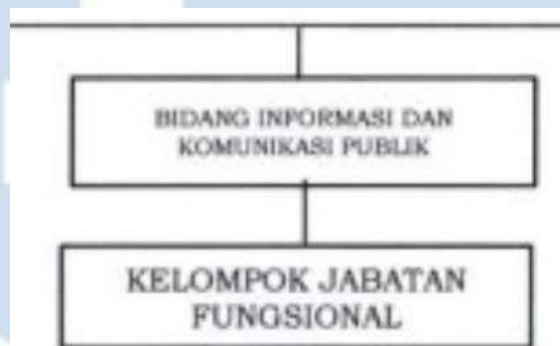 BIDANG INFORMASI DAN
KOMUNIKASI PUBLIK
KELOMPOK JABATAN
FUNGSIONAL